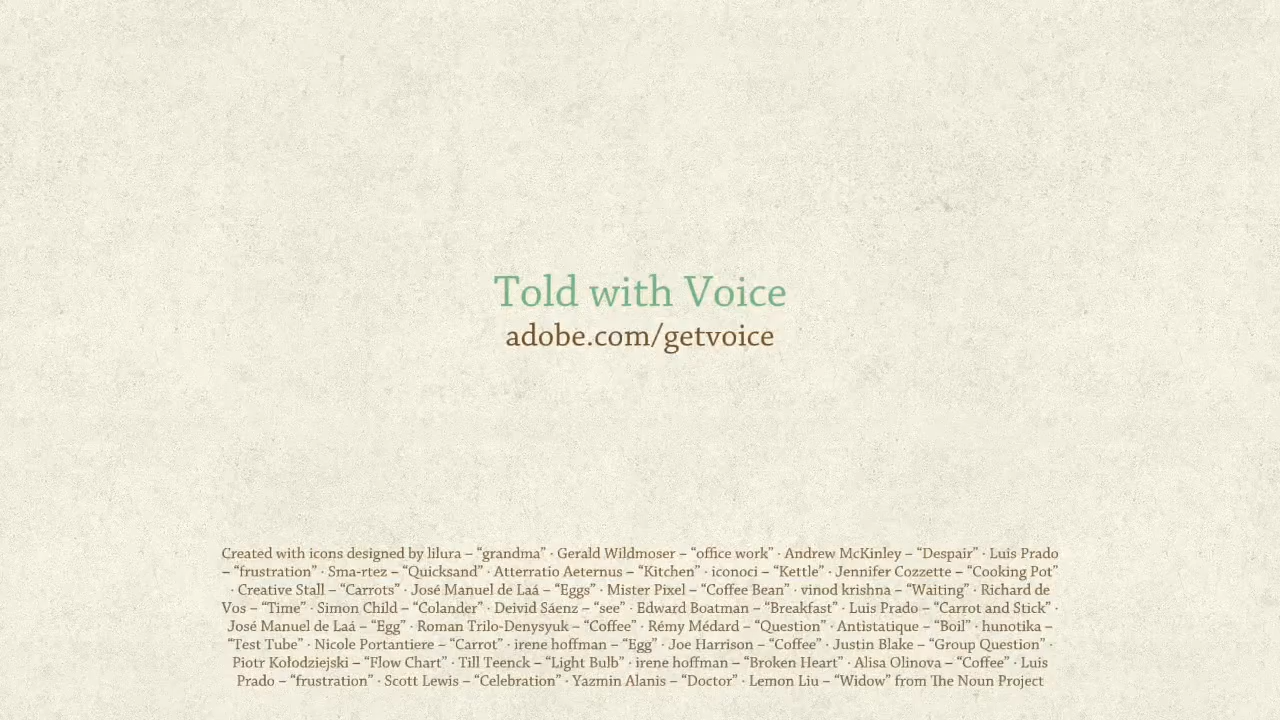 Told with Voice
adobe.com/getvoice
Created with icons designed by lilura – “grandma” · Gerald Wildmoser – “office work” · Andrew McKinley – “Despair” · Luis Prado
– “frustration” · Sma-rtez – “Quicksand” · Atterratio Aeternus – “Kitchen” · iconoci – “Kettle” · Jennifer Cozzette – “Cooking Pot”
· Creative Stall – “Carrots” · José Manuel de Laá – “Eggs” · Mister Pixel – “Coffee Bean” · vinod krishna – “Waiting” · Richard de
Vos – “Time” · Simon Child – “Colander” · Deivid Sáenz – “see” · Edward Boatman – “Breakfast” · Luis Prado – “Carrot and Stick” ·
José Manuel de Laá – “Egg” · Roman Trilo-Denysyuk – “Coffee” · Rémy Médard – “Question” · Antistatique – “Boil” · hunotika –
“Test Tube” · Nicole Portantiere – “Carrot” · irene hoffman – “Egg” · Joe Harrison – “Coffee” · Justin Blake – “Group Question” ·
Piotr Kołodziejski – “Flow Chart” · Till Teenck – “Light Bulb” · irene hoffman – “Broken Heart” · Alisa Olinova – “Coffee” · Luis
Prado – “frustration” · Scott Lewis – “Celebration” · Yazmin Alanis – “Doctor” · Lemon Liu – “Widow” from The Noun Project